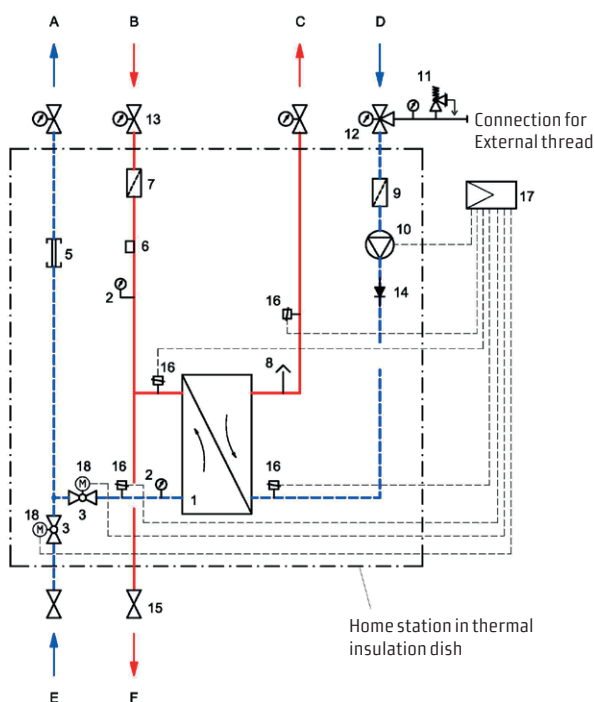 A
B
C
D
11
13
12
Connection for
External thread
7
9
17
10
5
6
2
14
16
16
8
18
16
2
16
1
18
3
3
15
Home station in thermal
insulation dish
E
F
M
M